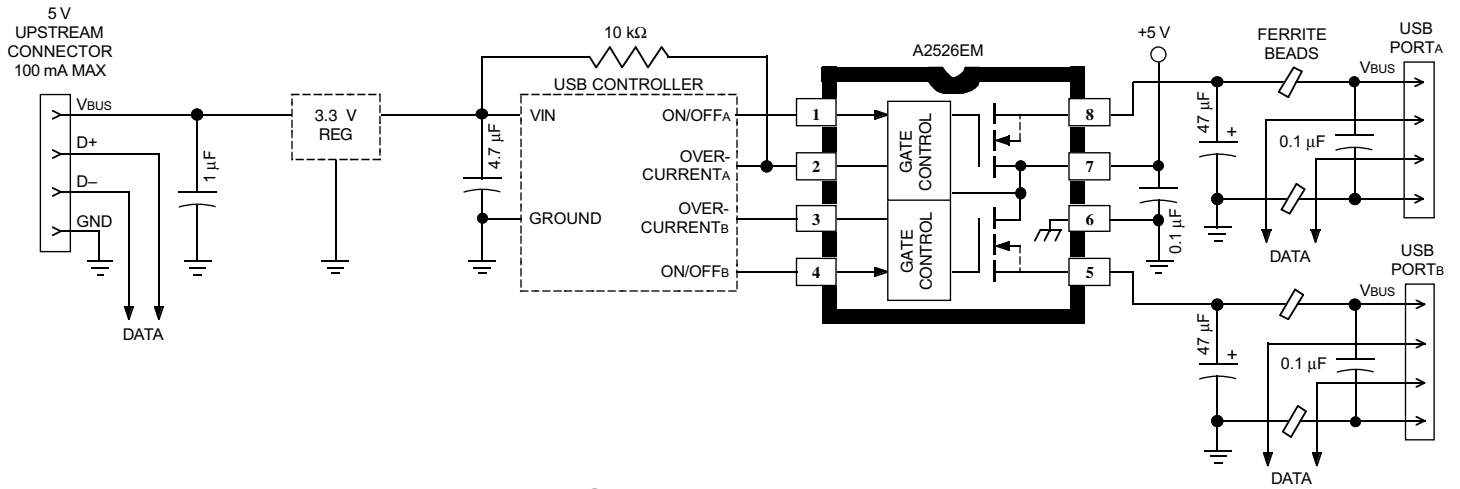 5 V
UPSTREAM
CONNECTOR
100 mA MAX
VBUS
D+
D–
GND
DATA
1 µF
3.3 V
REG
4.7 µF
10 kΩ
USB CONTROLLER
VIN
GROUND
ON/OFFA
OVER-
CURRENTA
OVER-
CURRENTB
ON/OFFB
A2526EM
1
2
3
4
GATE
CONTROL
GATE
CONTROL
8
7
6
5
+5 V
0.1 µF
47 µF
+
FERRITE
BEADS
VBUS
0.1 µF
USB
PORTA
DATA
47 µF
+
VBUS
0.1 µF
USB
PORTB
DATA